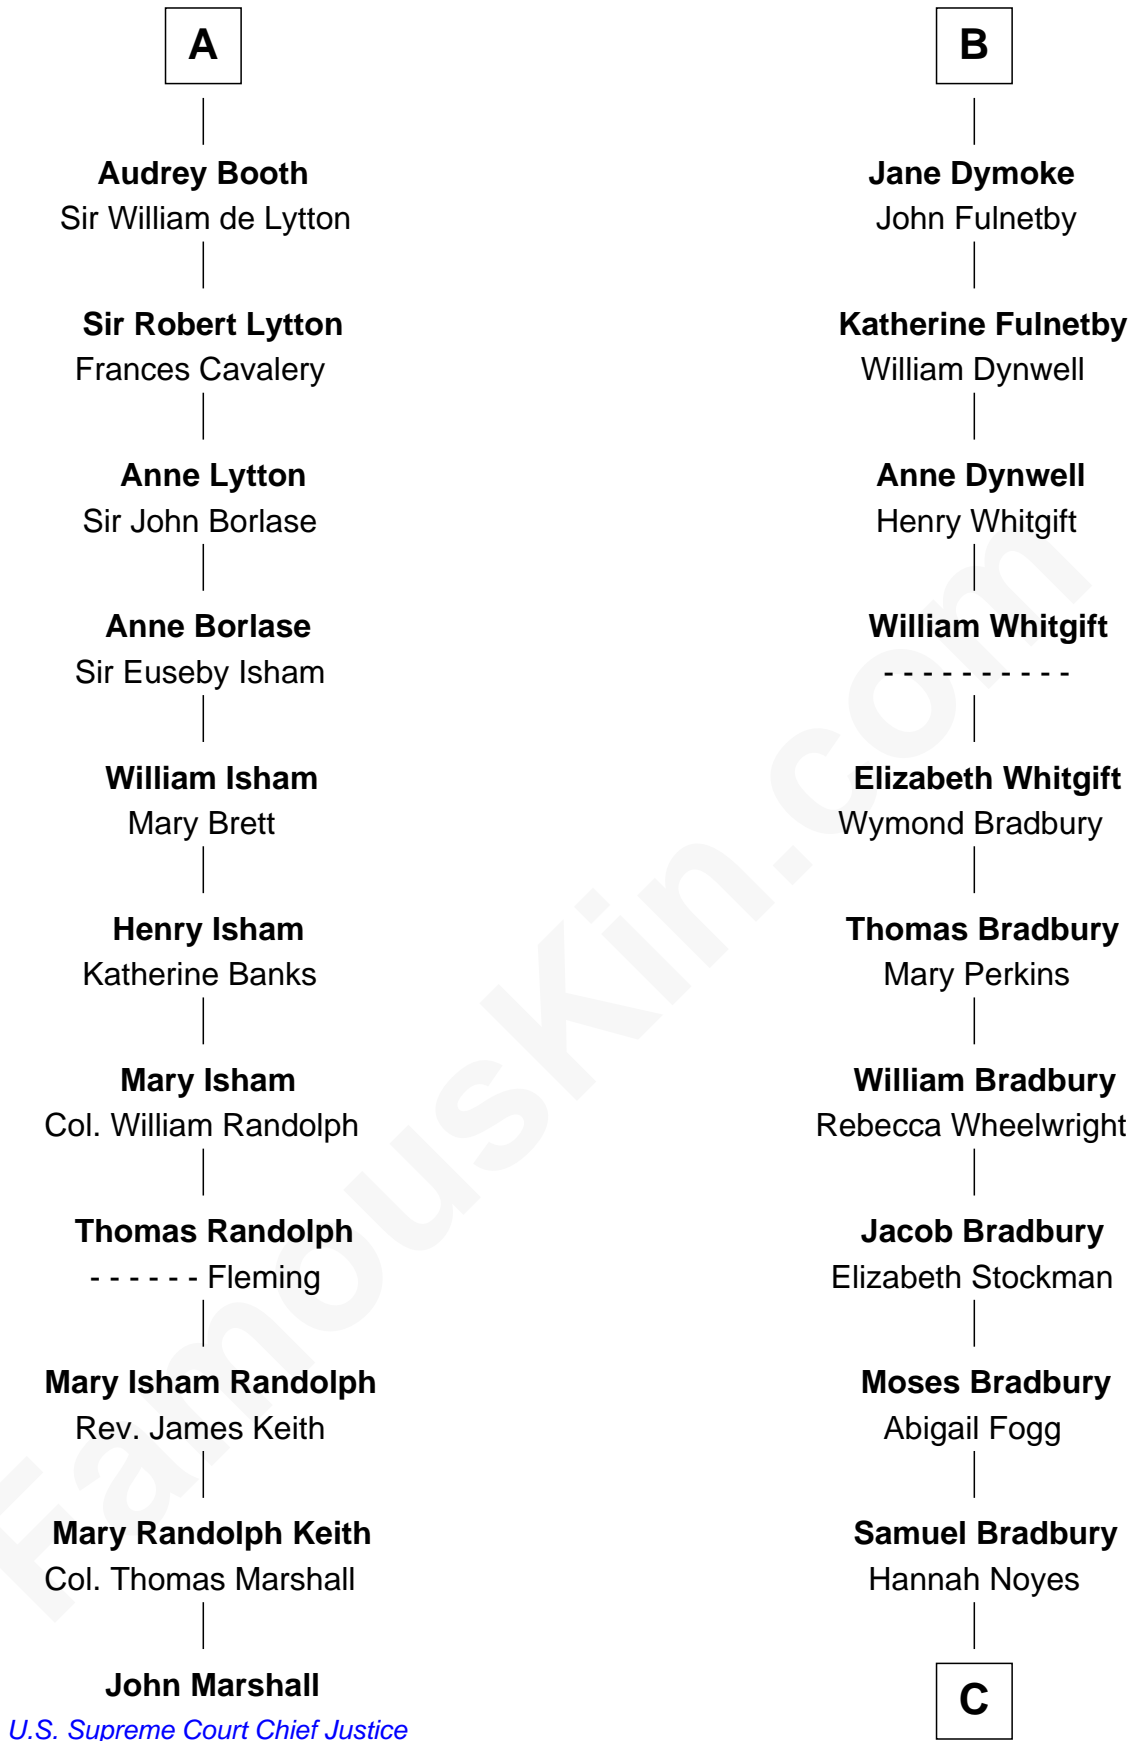 A
Audrey Booth
Sir William de Lytton
Sir Robert Lytton
Frances Cavalery
Anne Lytton
Sir John Borlase
Anne Borlase
Sir Euseby Isham
William Isham
Mary Brett
Henry Isham
Katherine Banks
Mary Isham
Col. William Randolph
Thomas Randolph
- - - - - - Fleming
Mary Isham Randolph
Rev. James Keith
Mary Randolph Keith
Col. Thomas Marshall
John Marshall
U.S. Supreme Court Chief Justice
B
Jane Dymoke
John Fulnetby
Katherine Fulnetby
William Dynwell
Anne Dynwell
Henry Whitgift
William Whitgift
- - - - - - - - - -
Elizabeth Whitgift
Wymond Bradbury
Thomas Bradbury
Mary Perkins
William Bradbury
Rebecca Wheelwright
Jacob Bradbury
Elizabeth Stockman
Moses Bradbury
Abigail Fogg
Samuel Bradbury
Hannah Noyes
C
FamousKin.com